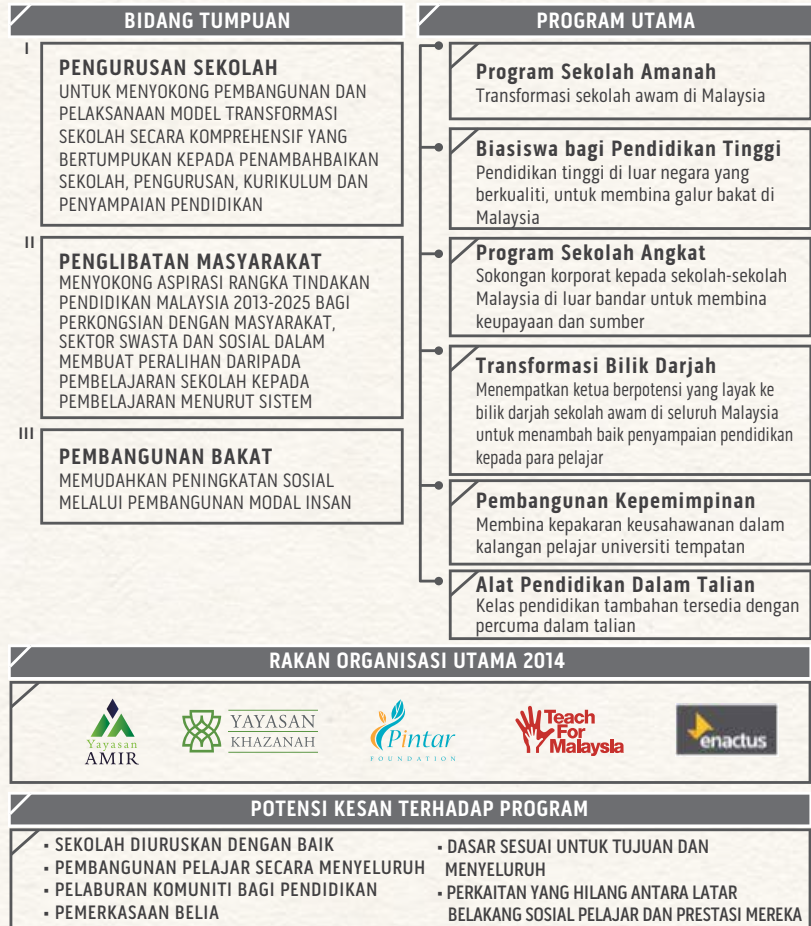 BIDANG TUMPUAN
I
PENGURUSAN SEKOLAH
UNTUK MENYOKONG PEMBANGUNAN DAN
PELAKSANAAN MODEL TRANSFORMASI
SEKOLAH SECARA KOMPREHENSIF YANG
BERTUMPUKAN KEPADA PENAMBAHBAIKAN
SEKOLAH, PENGURUSAN, KURIKULUM DAN
PENYAMPAIAN PENDIDIKAN
II
PENGLIBATAN MASYARAKAT
MENYOKONG ASPIRASI RANGKA TINDAKAN
PENDIDIKAN MALAYSIA 2013-2025 BAGI
PERKONGSIAN DENGAN MASYARAKAT,
SEKTOR SWASTA DAN SOSIAL DALAM
MEMBUAT PERALIHAN DARIPADA
PEMBELAJARAN SEKOLAH KEPADA
PEMBELAJARAN MENURUT SISTEM
III
PEMBANGUNAN BAKAT
MEMUDAHKAN PENINGKATAN SOSIAL
MELALUI PEMBANGUNAN MODAL INSAN
PROGRAM UTAMA
Program Sekolah Amanah
Transformasi sekolah awam di Malaysia
Biasiswa bagi Pendidikan Tinggi
Pendidikan tinggi di luar negara yang
berkualiti, untuk membina galur bakat di
Malaysia
Program Sekolah Angkat
Sokongan korporat kepada sekolah-sekolah
Malaysia di luar bandar untuk membina
keupayaan dan sumber
Transformasi Bilik Darjah
Menempatkan ketua berpotensi yang layak ke
bilik darjah sekolah awam di seluruh Malaysia
untuk menambah baik penyampaian pendidikan
kepada para pelajar
Pembangunan Kepemimpinan
Membina kepakaran keusahawanan dalam
kalangan pelajar universiti tempatan
Alat Pendidikan Dalam Talian
Kelas pendidikan tambahan tersedia dengan
percuma dalam talian
RAKAN ORGANISASI UTAMA 2014
Yayasan
AMIR
YAYASAN
KHAZANAH
Pintar
FOUNDATION
Teach
For
Malaysia
enactus
POTENSI KESAN TERHADAP PROGRAM
▪ SEKOLAH DIURUSKAN DENGAN BAIK
▪ PEMBANGUNAN PELAJAR SECARA MENYELURUH
▪ PELABURAN KOMUNITI BAGI PENDIDIKAN
▪ PEMERKASAAN BELIA
▪ DASAR SESUAI UNTUK TUJUAN DAN
MENYELURUH
▪ PERKAITAN YANG HILANG ANTARA LATAR
BELAKANG SOSIAL PELAJAR DAN PRESTASI MEREKA